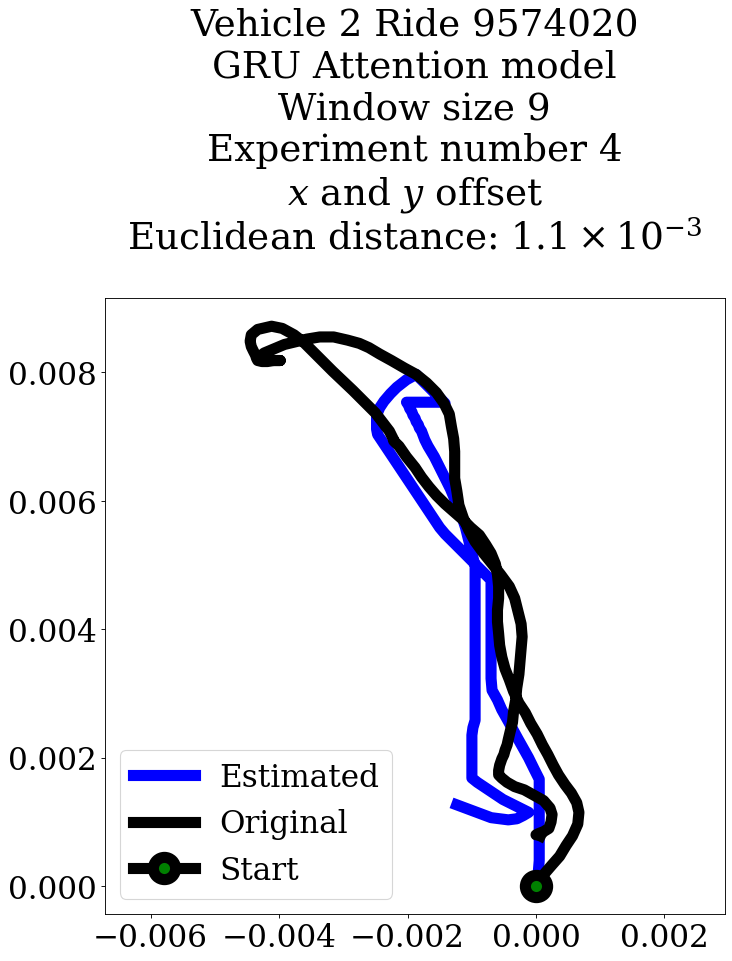 Vehicle 2 Ride 9574020
GRU Attention model
Window size 9
Experiment number 4
x and y offset
Euclidean distance: 1.1 × 10⁻³
0.008
0.006
0.004
0.002
0.000
Estimated
Original
Start
−0.006 −0.004 −0.002 0.000 0.002